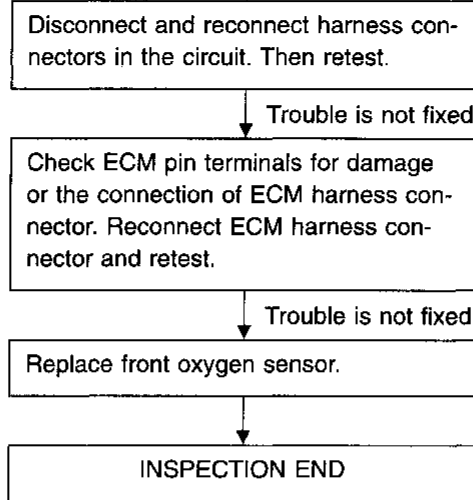 Disconnect and reconnect harness con-
nectors in the circuit. Then retest.
Trouble is not fixed
Check ECM pin terminals for damage
or the connection of ECM harness con-
nector. Reconnect ECM harness con-
nector and retest.
Trouble is not fixed
Replace front oxygen sensor.
INSPECTION END